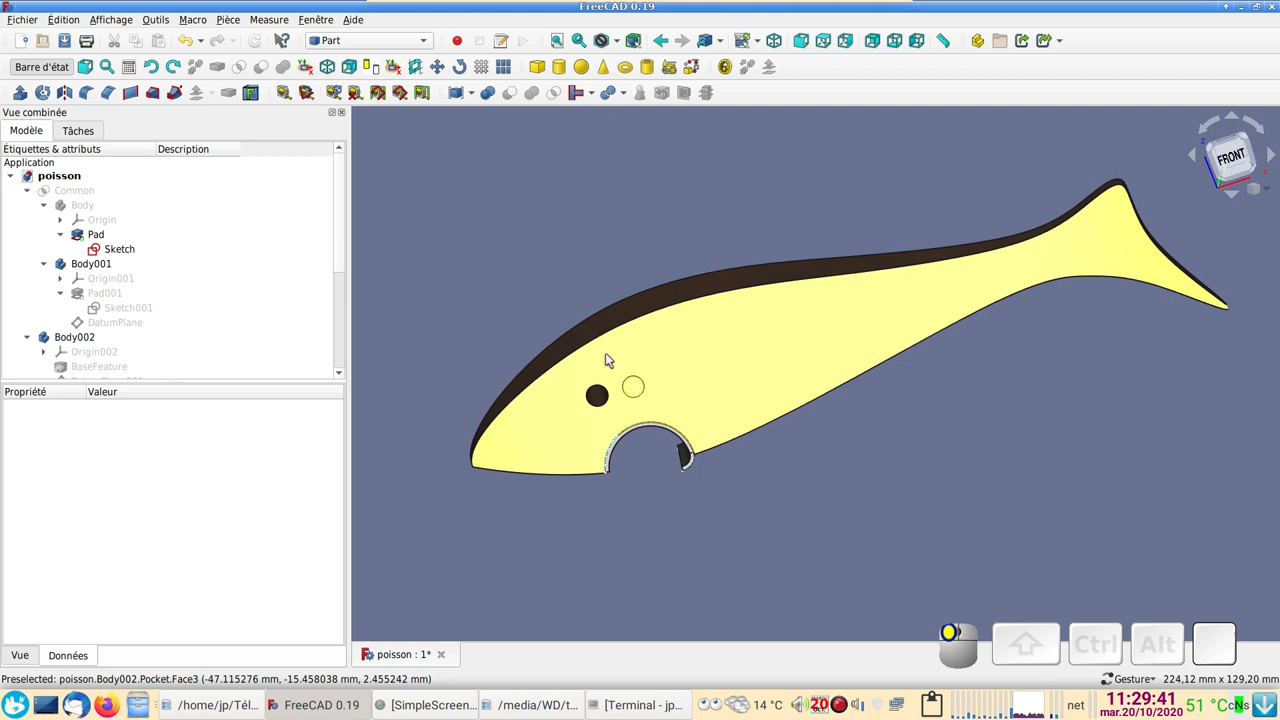 FreeCAD 0.19
Fichier Édition Affichage Outils Macro Pièce Mesure Fenêtre Aide
Part
Barre d'état
Vue combinée
Modèle Tâches
Étiquettes & attributs Description
Application
poisson
Common
Body
Origin
Pad
Sketch
Body001
Origin001
Pad001
Sketch001
DatumPlane
Body002
Origin002
BaseFeature
Propriété Valeur
Vue Données
FRONT
poisson : 1*
Ctrl Alt
Preselected: poisson.Body002.Pocket.Face3 (-47.115276 mm, -15.458038 mm, 2.455242 mm)
Gesture 224,12 mm x 129,20 mm
/home/jp/Tél... FreeCAD 0.19 [SimpleScreen... /media/WD/t... [Terminal - jp... 14 °C 20 net 11:29:41 mar.20/10/2020 51 °C cNs